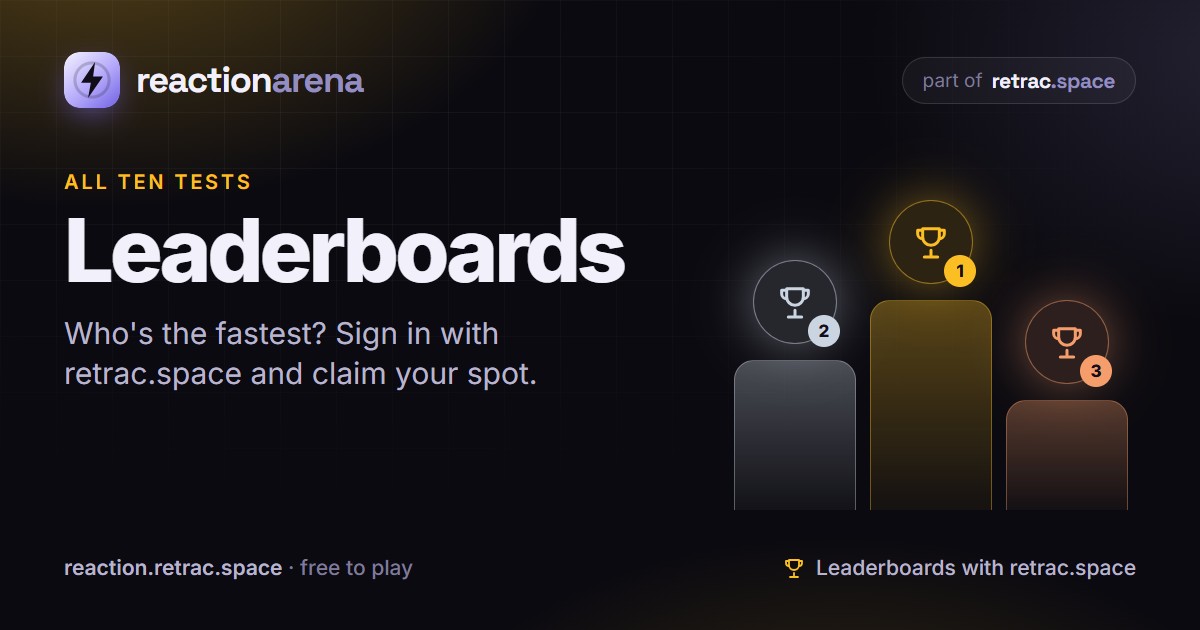 reactionarena
part of retrac.space
ALL TEN TESTS
Leaderboards
Who's the fastest? Sign in with
retrac.space and claim your spot.
1
2
3
reaction.retrac.space · free to play
Leaderboards with retrac.space